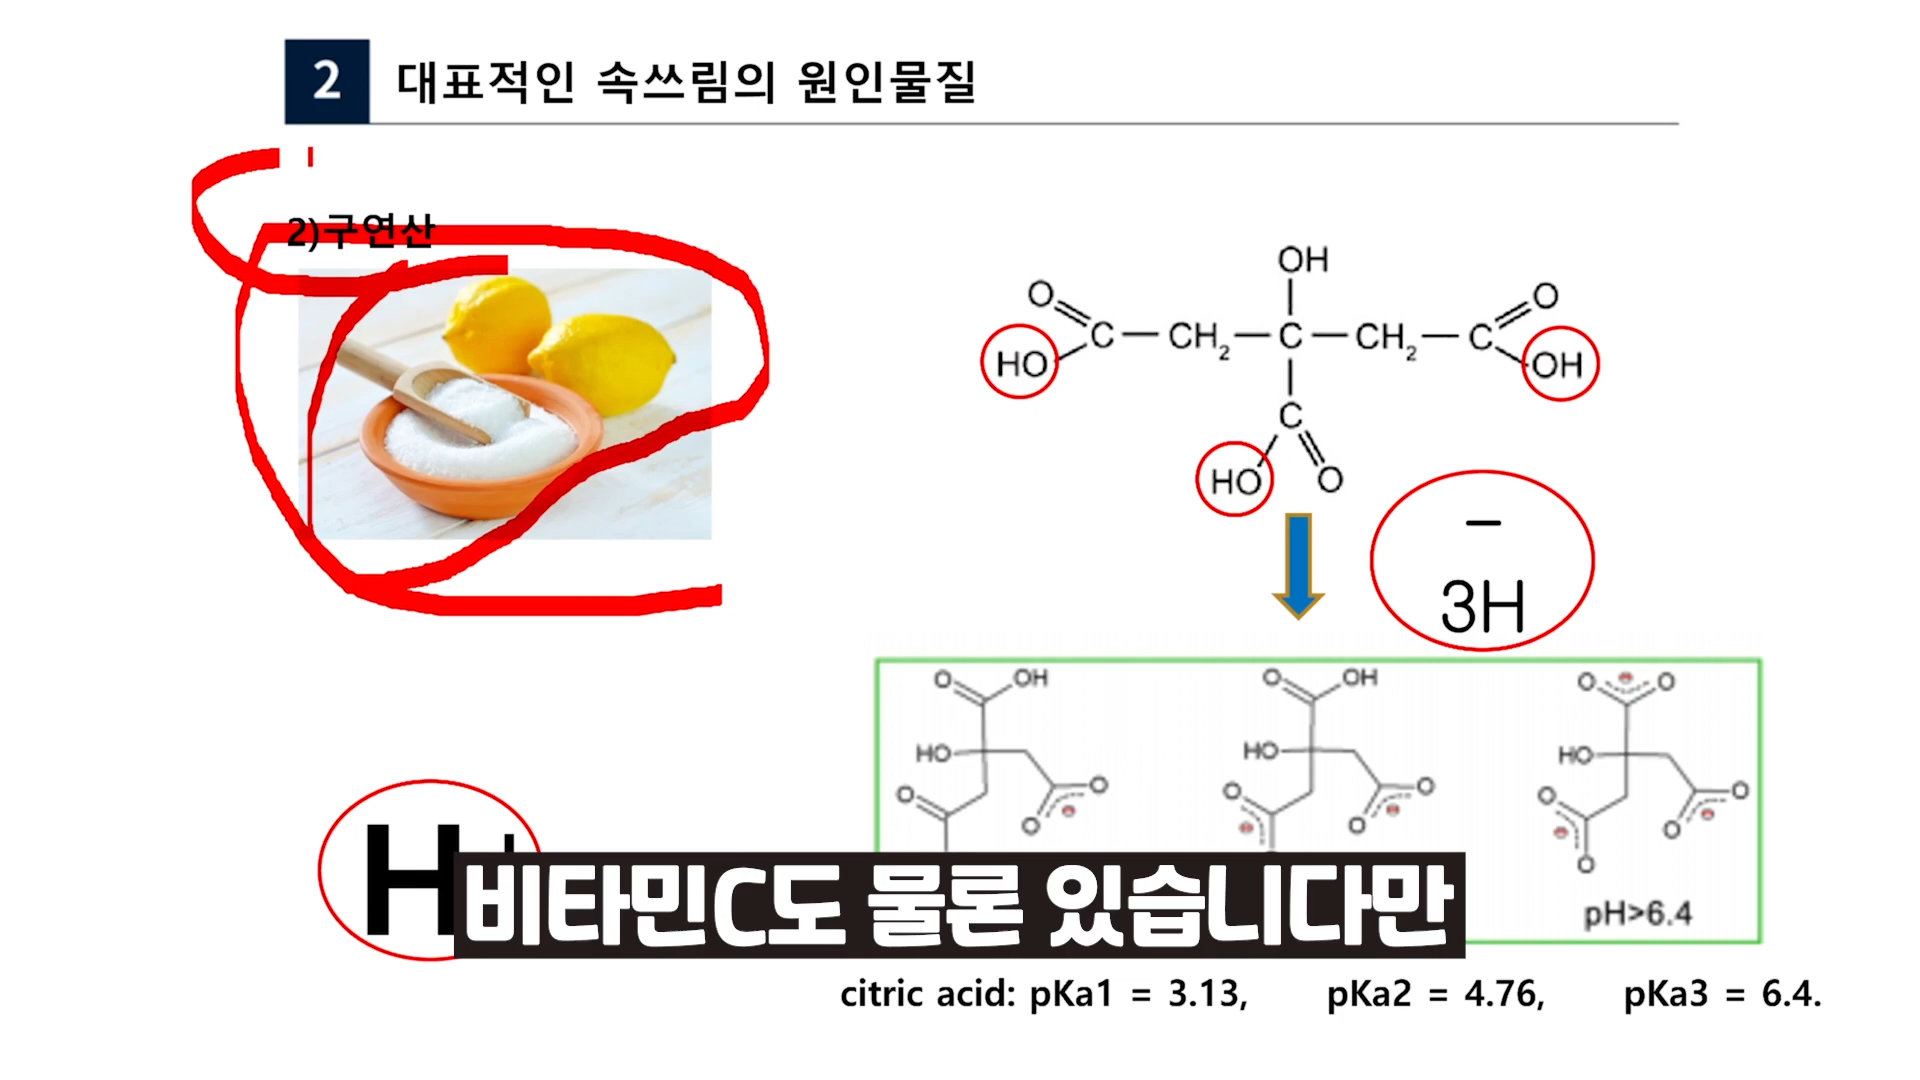 2 대표적인 속쓰림의 원인물질
2)구연산
OH
O C CH2 C CH2 C O
HO OH
C
HO O
−
3H
O OH O OH O O
HO HO HO
O O O O O O
O O O
O
H+
비타민C도 물론 있습니다만
pH>6.4
citric acid: pKa1 = 3.13, pKa2 = 4.76, pKa3 = 6.4.